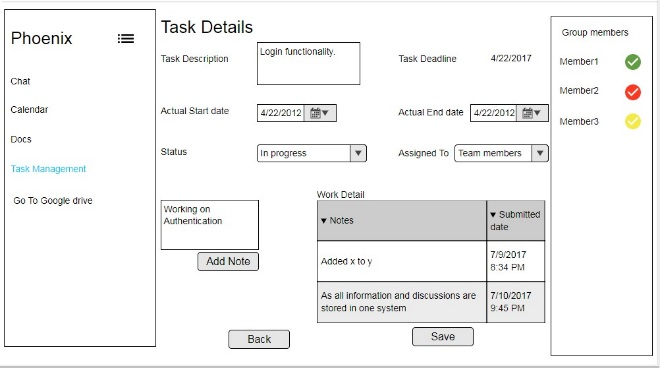 Phoenix
Chat
Calendar
Docs
Task Management
Go To Google drive
Task Details
Task Description
Login functionality.
Task Deadline
4/22/2017
Actual Start date
4/22/2012
Actual End date
4/22/2012
Status
In progress
Assigned To
Team members
Working on
Authentication
Add Note
Work Detail
Notes
Submitted
date
Added x to y
7/9/2017
8:34 PM
As all information and discussions are
stored in one system
7/10/2017
9:45 PM
Back
Save
Group members
Member1
Member2
Member3